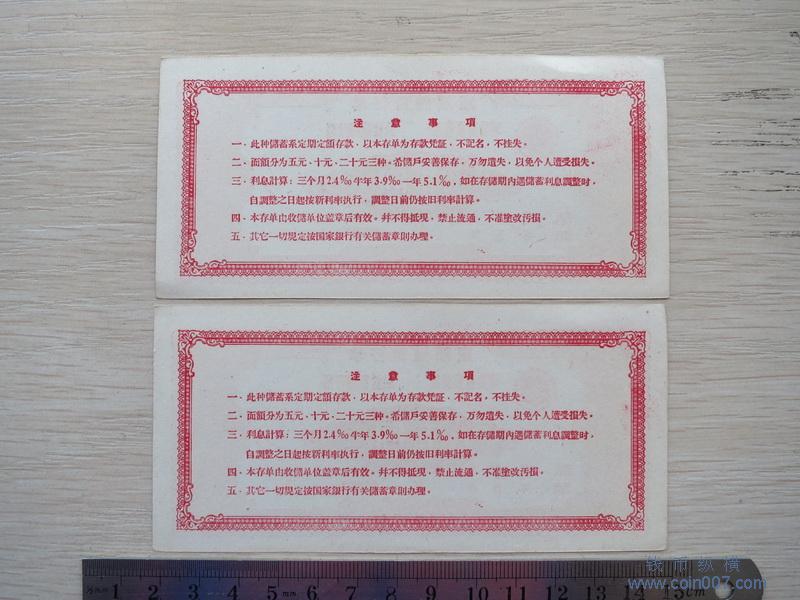 注意事項
一．此种儲蓄系定期定額存款．以本存单为存款凭証，不記名，不挂失。
二．面額分为五元．十元．二十元三种。希儲戶妥善保存，万勿遺失，以免个人遭受損失。
三．利息計算：三个月2.4‰半年3.9‰一年5.1‰，如在存儲期內遇儲蓄利息調整时，
自調整之日起按新利率执行，調整日前仍按旧利率計算。
四．本存单由收儲单位盖章后有效。幷不得抵現，禁止流通，不准塗改污損。
五．其它一切規定按国家銀行有关儲蓄章則办理。
注意事項
一．此种儲蓄系定期定額存款．以本存单为存款凭証，不記名，不挂失。
二．面額分为五元．十元．二十元三种。希儲戶妥善保存，万勿遺失，以免个人遭受損失。
三．利息計算：三个月2.4‰半年3.9‰一年5.1‰，如在存儲期內遇儲蓄利息調整时，
自調整之日起按新利率执行，調整日前仍按旧利率計算。
四．本存单由收儲单位盖章后有效。幷不得抵現，禁止流通，不准塗改污損。
五．其它一切規定按国家銀行有关儲蓄章則办理。
1 2 3 4 5mm 6 7 8 9 10 11 12 13 14 15cm
钱币纵横
www.coin007.com